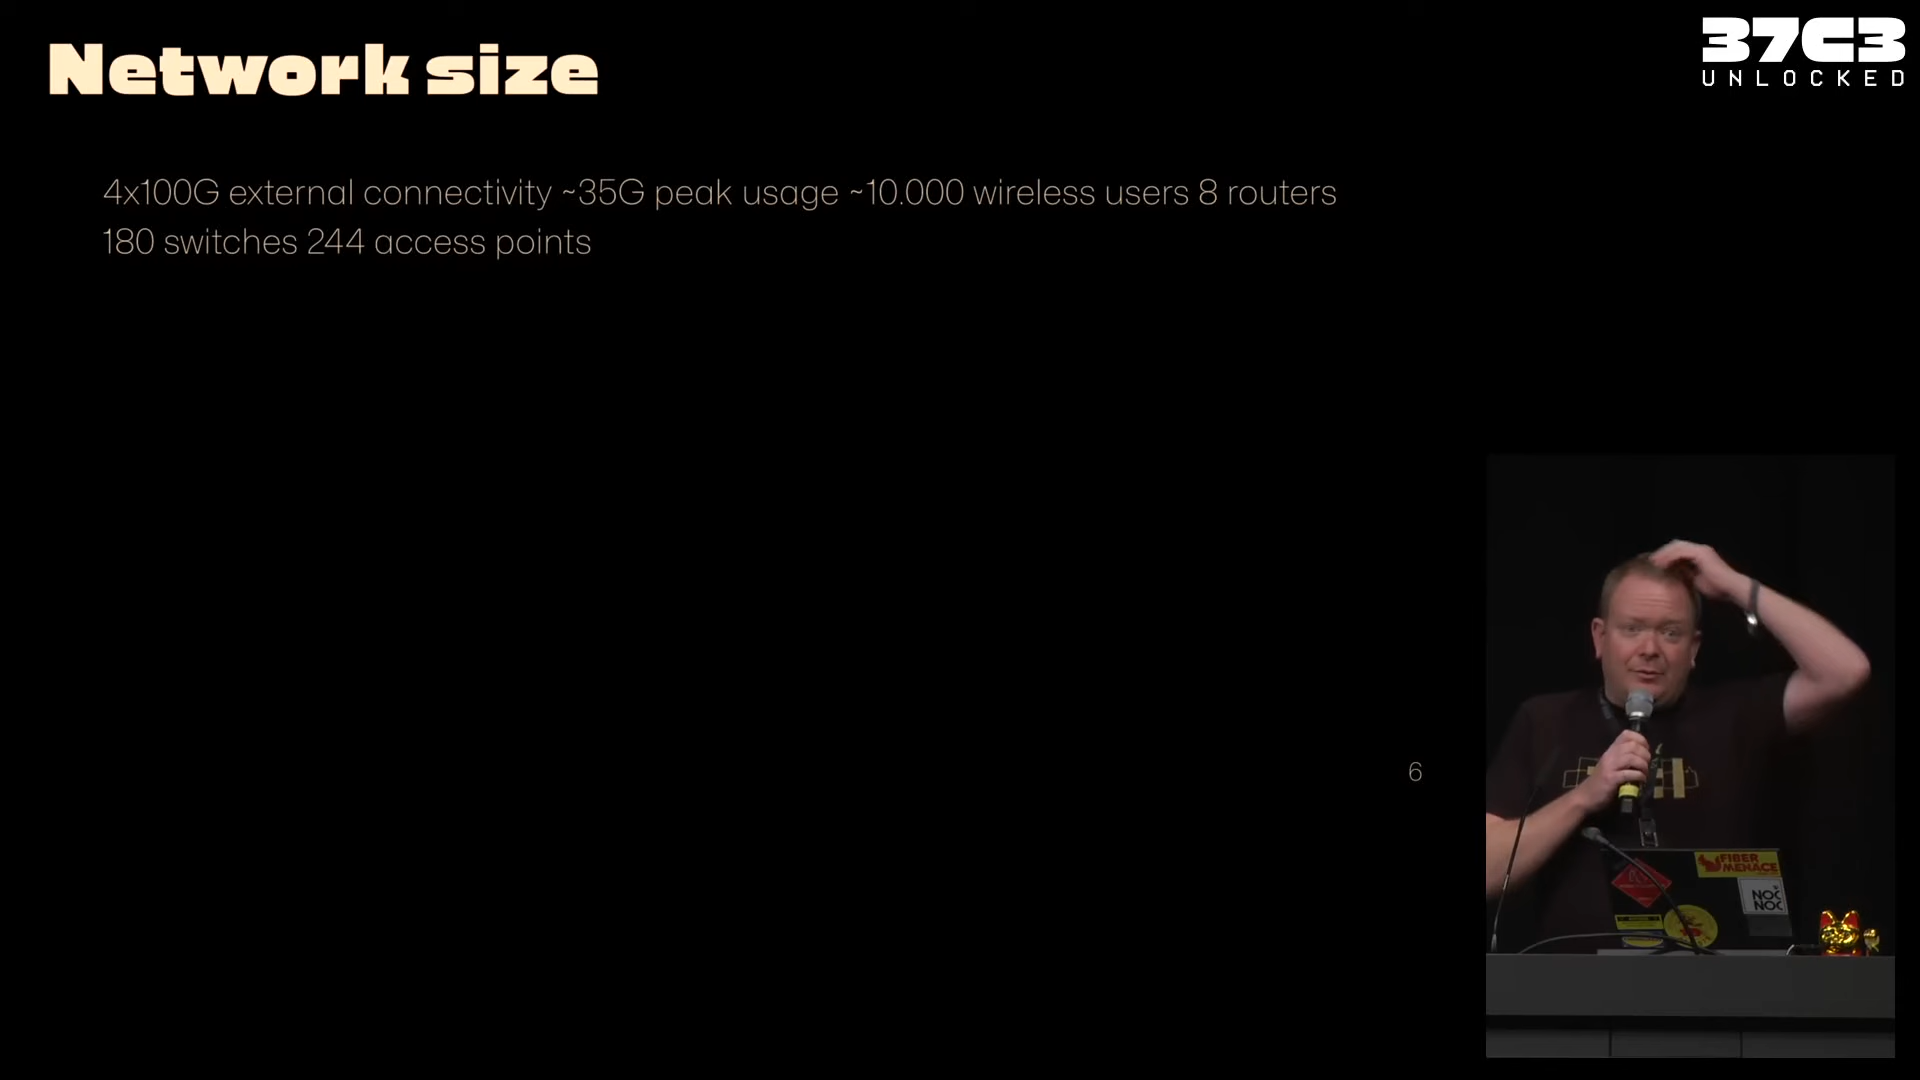 Network size
37C3
UNLOCKED
4x100G external connectivity ~35G peak usage ~10.000 wireless users 8 routers
180 switches 244 access points
6
FIBER
MENACE
NOC
NOC